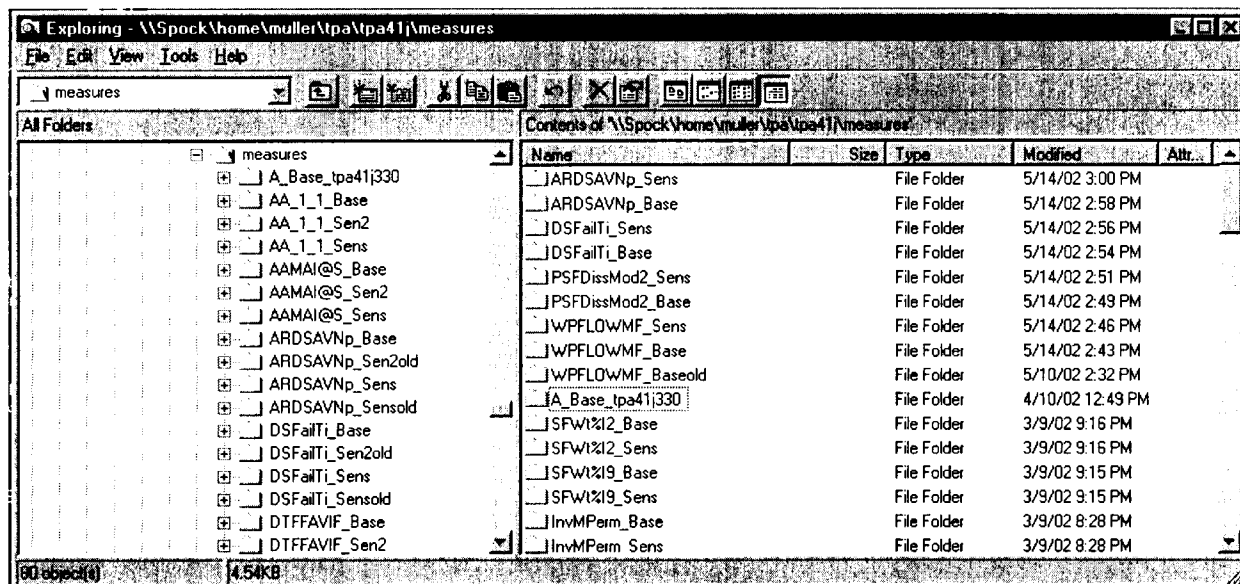 Exploring - \\Spock\home\muller\tpa\tpa41j\measures
File Edit View Tools Help
measures
All Folders
Contents of '\\Spock\home\muller\tpa\tpa41j\measures'
measures
A_Base_tpa41j330
AA_1_1_Base
AA_1_1_Sen2
AA_1_1_Sens
AAMAI@S_Base
AAMAI@S_Sen2
AAMAI@S_Sens
ARDSAVNp_Base
ARDSAVNp_Sen2old
ARDSAVNp_Sens
ARDSAVNp_Sensold
DSFailTi_Base
DSFailTi_Sen2old
DSFailTi_Sens
DSFailTi_Sensold
DTFFAVIF_Base
DTFFAVIF_Sen2
Name Size Type Modified Attr...
ARDSAVNp_Sens File Folder 5/14/02 3:00 PM
ARDSAVNp_Base File Folder 5/14/02 2:58 PM
DSFailTi_Sens File Folder 5/14/02 2:56 PM
DSFailTi_Base File Folder 5/14/02 2:54 PM
PSFDissMod2_Sens File Folder 5/14/02 2:51 PM
PSFDissMod2_Base File Folder 5/14/02 2:49 PM
WPFLOWMF_Sens File Folder 5/14/02 2:46 PM
WPFLOWMF_Base File Folder 5/14/02 2:43 PM
WPFLOWMF_Baseold File Folder 5/10/02 2:32 PM
A_Base_tpa41j330 File Folder 4/10/02 12:49 PM
SFWt%I2_Base File Folder 3/9/02 9:16 PM
SFWt%I2_Sens File Folder 3/9/02 9:16 PM
SFWt%I9_Base File Folder 3/9/02 9:15 PM
SFWt%I9_Sens File Folder 3/9/02 9:15 PM
InvMPerm_Base File Folder 3/9/02 8:28 PM
InvMPerm_Sens File Folder 3/9/02 8:28 PM
80 object(s) 4.54KB